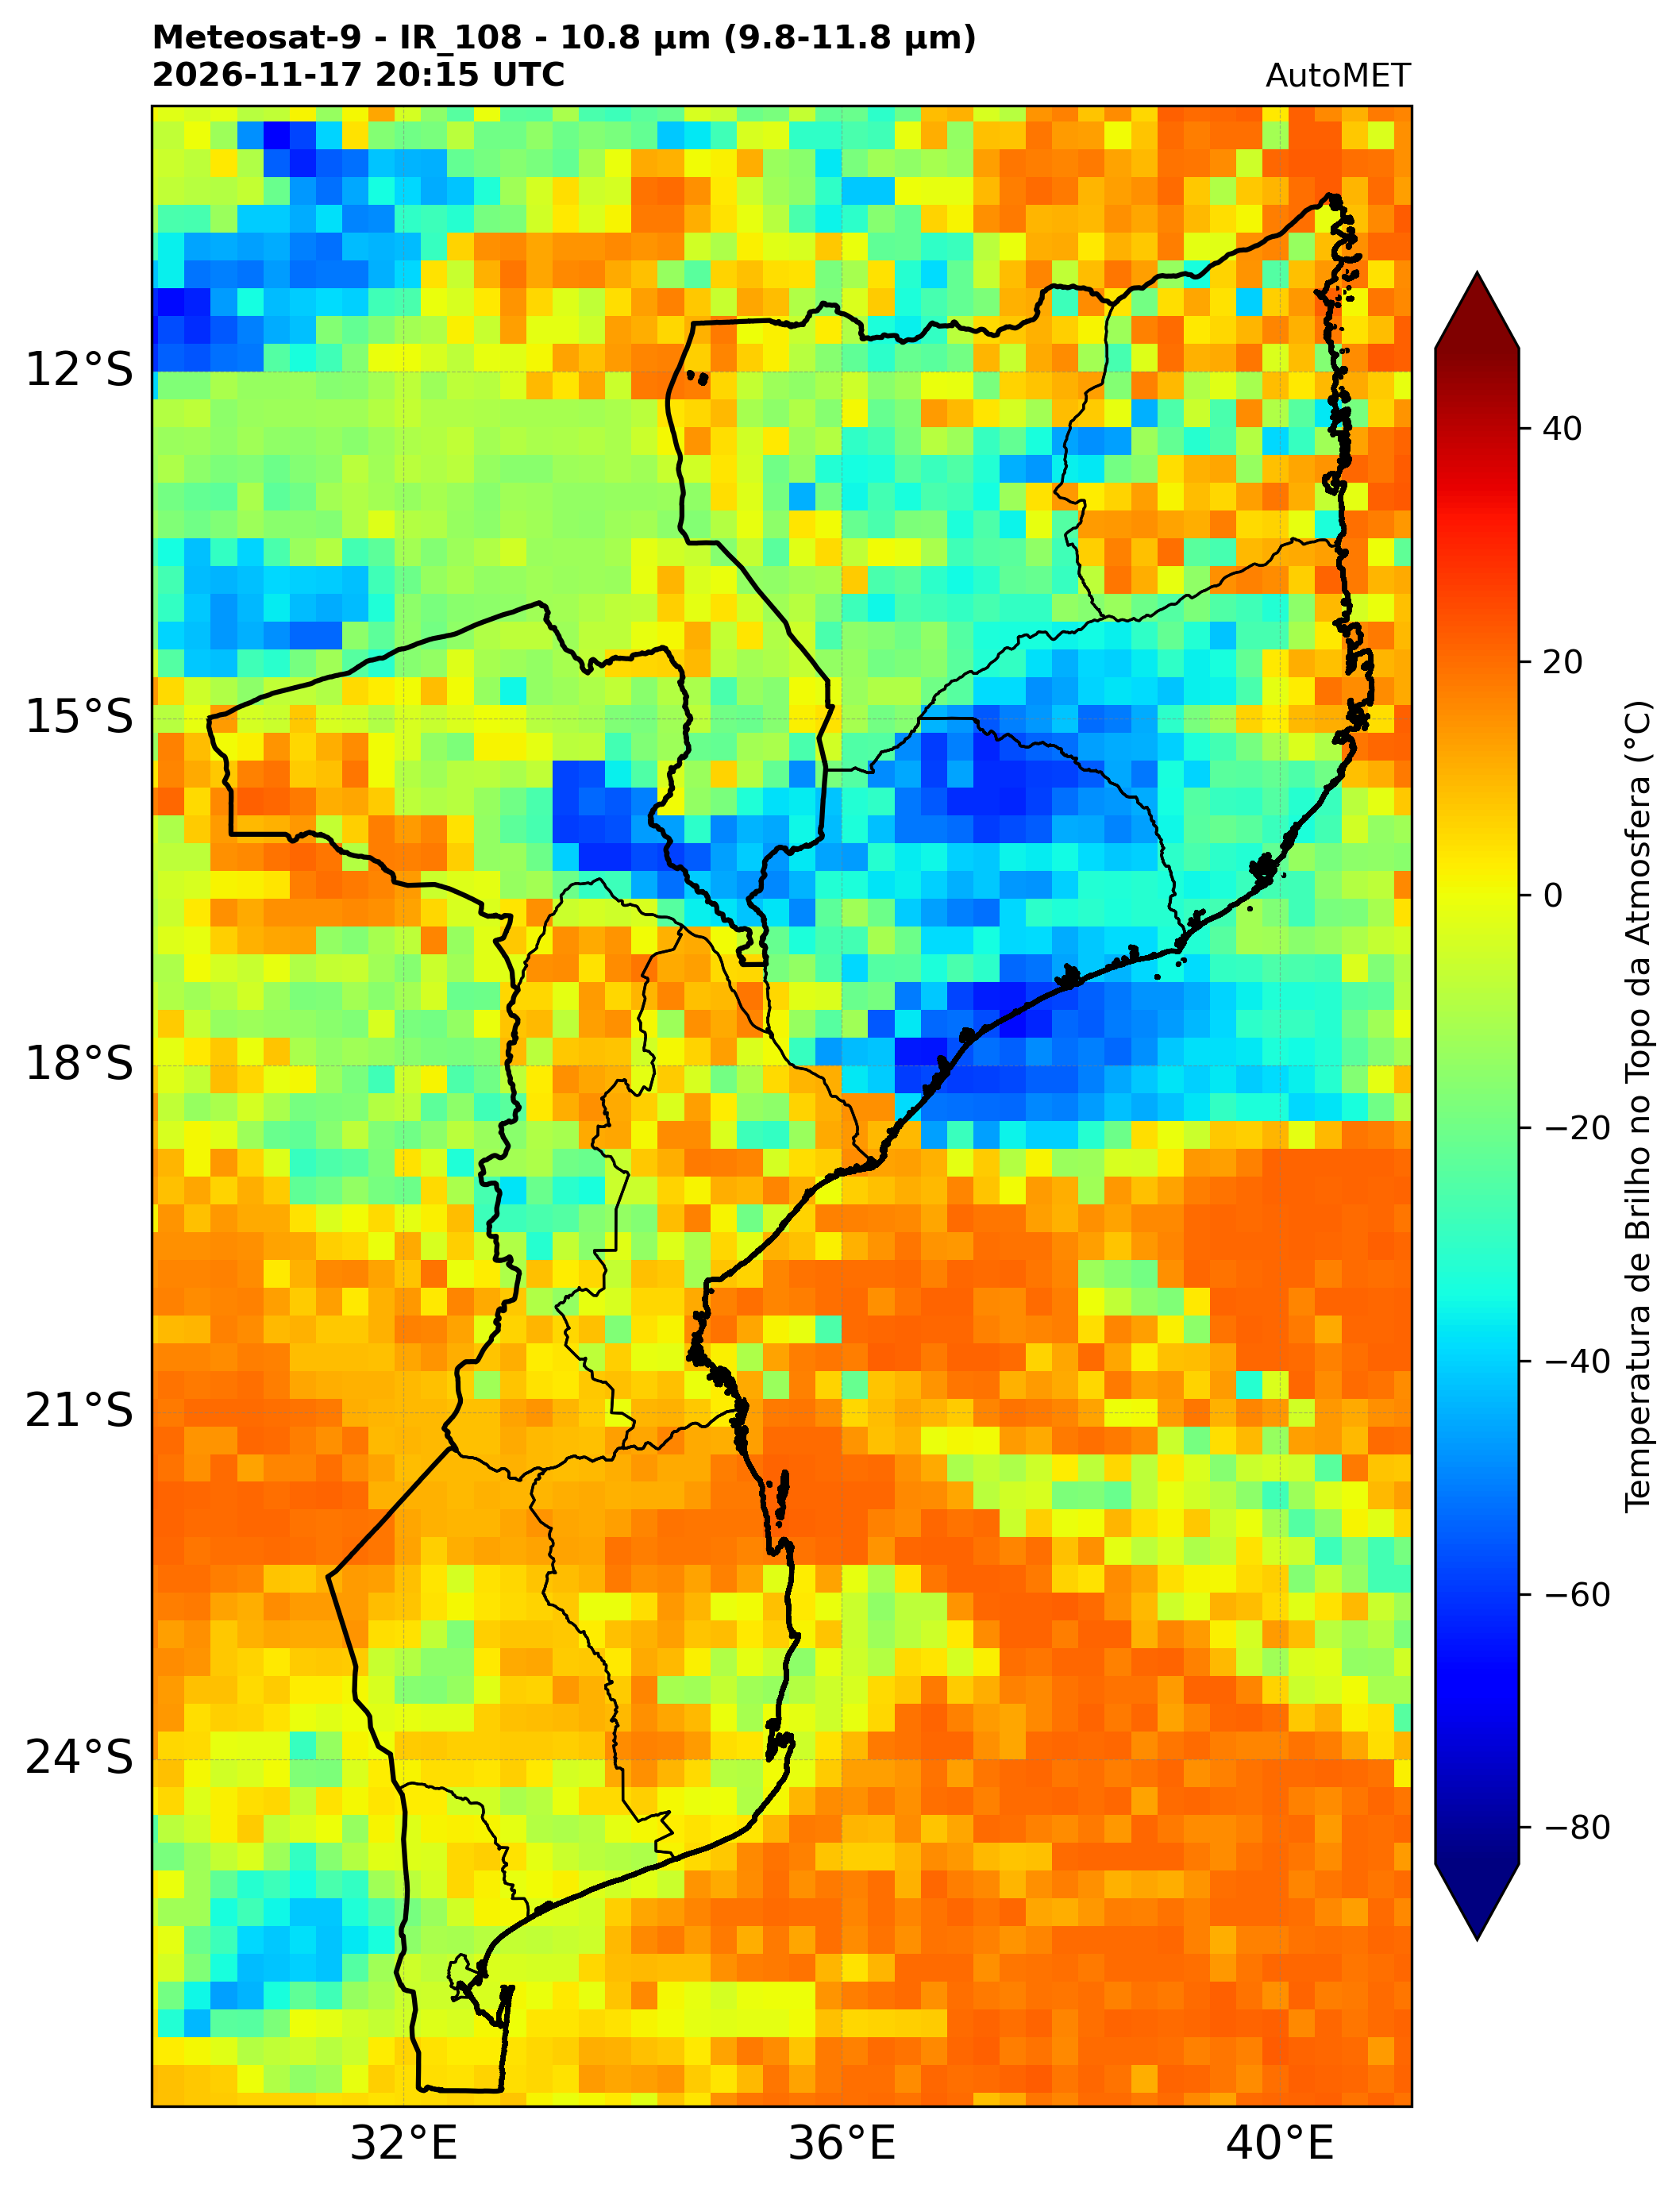 Meteosat-9 - IR_108 - 10.8 μm (9.8-11.8 μm)
2026-11-17 20:15 UTC
AutoMET
12°S
15°S
18°S
21°S
24°S
32°E
36°E
40°E
40
20
0
−20
−40
−60
−80
Temperatura de Brilho no Topo da Atmosfera (°C)